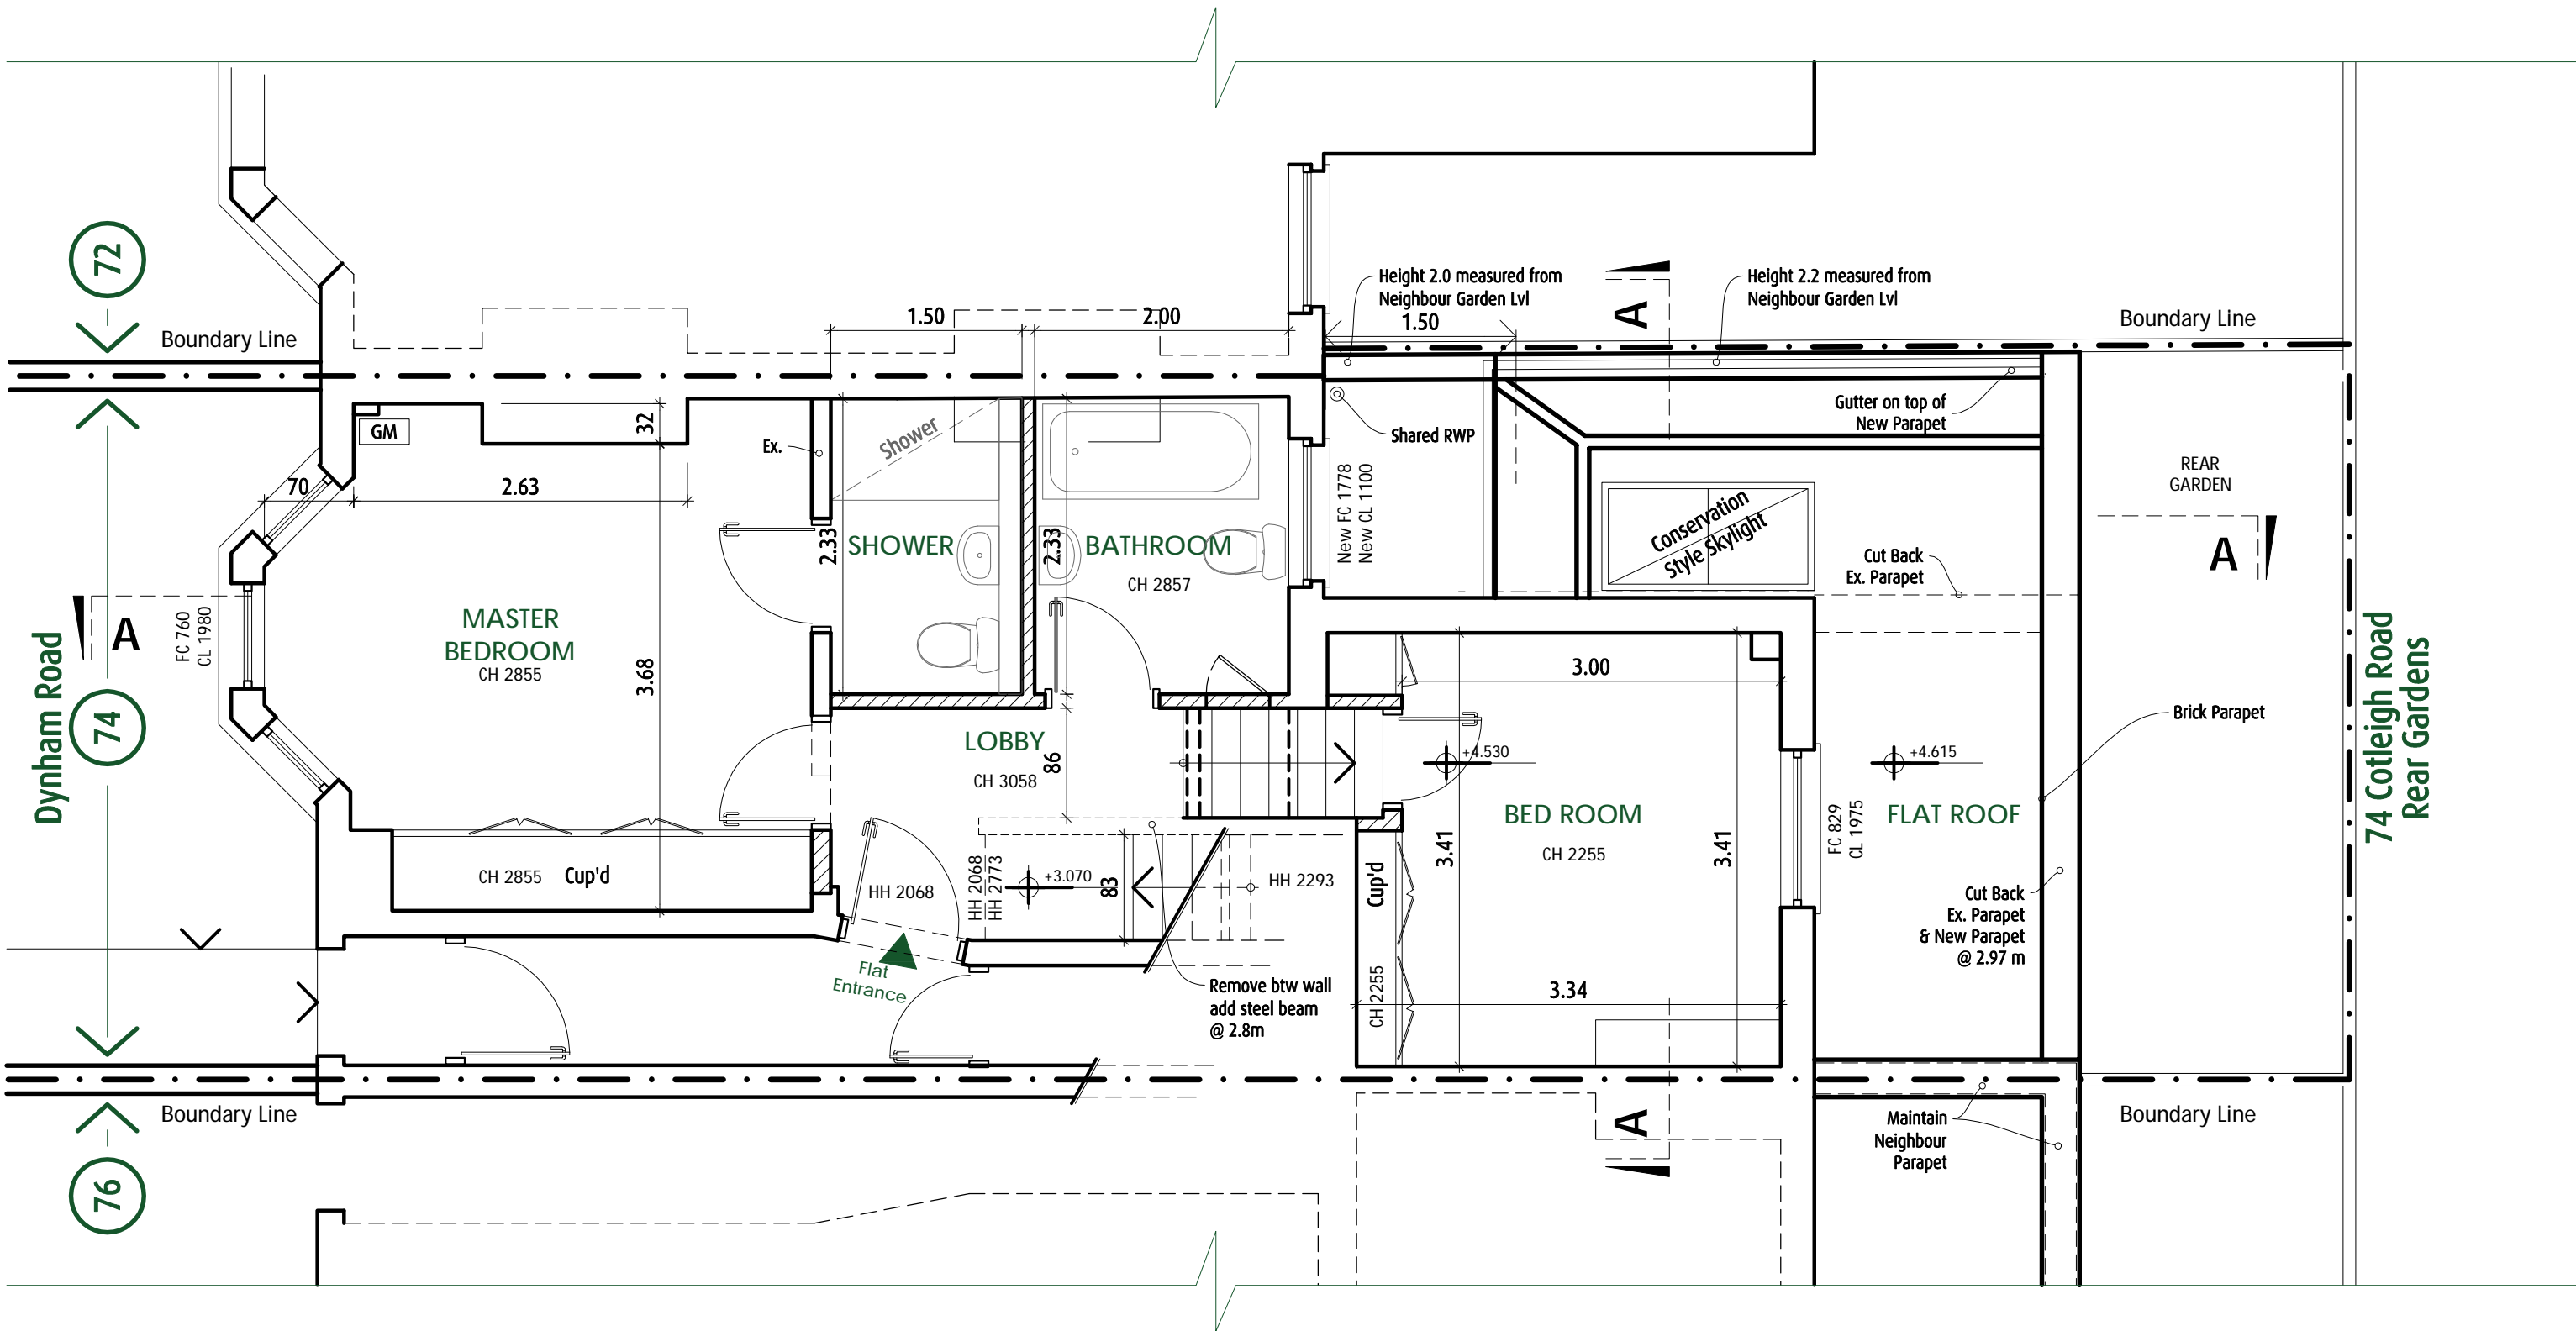 72
Boundary Line
GM
70
2.63
32
3.68
MASTER
BEDROOM
CH 2855
FC 760
CL 1980
A
Dynham Road
74
CH 2855 Cup'd
Boundary Line
76
1.50
2.00
Ex.
Shower
2.33
SHOWER
2.33
BATHROOM
CH 2857
LOBBY
CH 3058
86
HH 2068
HH 2068
HH 2773
+3.070
83
HH 2293
Flat
Entrance
Remove btw wall
add steel beam
@ 2.8m
Height 2.0 measured from
Neighbour Garden Lvl
1.50
Shared RWP
New FC 1778
New CL 1100
A
Height 2.2 measured from
Neighbour Garden Lvl
Gutter on top of
New Parapet
Conservation
Style Skylight
Cut Back
Ex. Parapet
3.00
+4.530
BED ROOM
CH 2255
3.41
3.41
Cup'd
CH 2255
3.34
A
FC 829
CL 1975
+4.615
FLAT ROOF
Cut Back
Ex. Parapet
& New Parapet
@ 2.97 m
Maintain
Neighbour
Parapet
Boundary Line
REAR
GARDEN
A
Brick Parapet
Boundary Line
74 Cotleigh Road
Rear Gardens